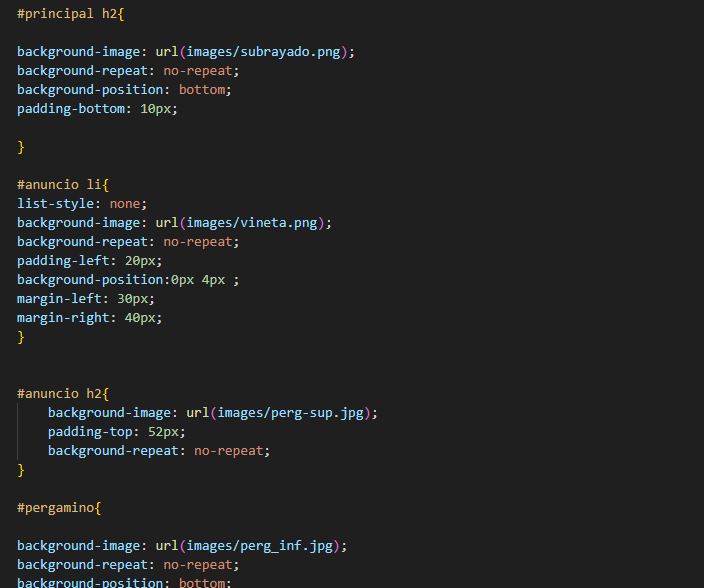 #principal h2{
background-image: url(images/subrayado.png);
background-repeat: no-repeat;
background-position: bottom;
padding-bottom: 10px;
}
#anuncio li{
list-style: none;
background-image: url(images/vineta.png);
background-repeat: no-repeat;
padding-left: 20px;
background-position:0px 4px ;
margin-left: 30px;
margin-right: 40px;
}
#anuncio h2{
background-image: url(images/perg-sup.jpg);
padding-top: 52px;
background-repeat: no-repeat;
}
#pergamino{
background-image: url(images/perg_inf.jpg);
background-repeat: no-repeat;
background-position: bottom;